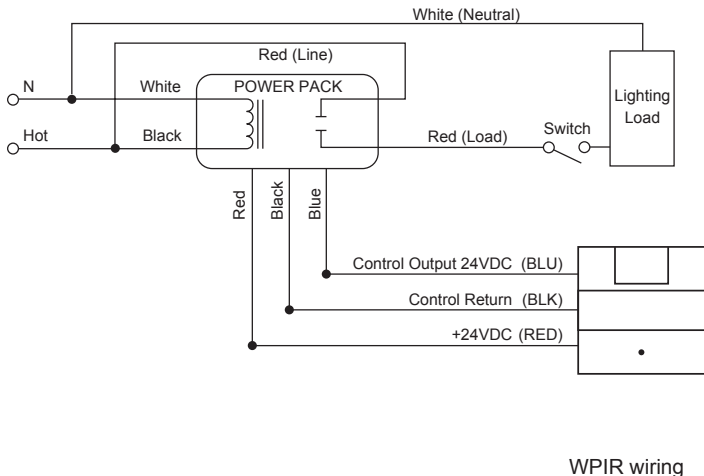 White (Neutral)
Red (Line)
N
White
POWER PACK
Lighting
Load
Hot
Black
Red (Load)
Switch
Red
Black
Blue
Control Output 24VDC (BLU)
Control Return (BLK)
+24VDC (RED)
WPIR wiring